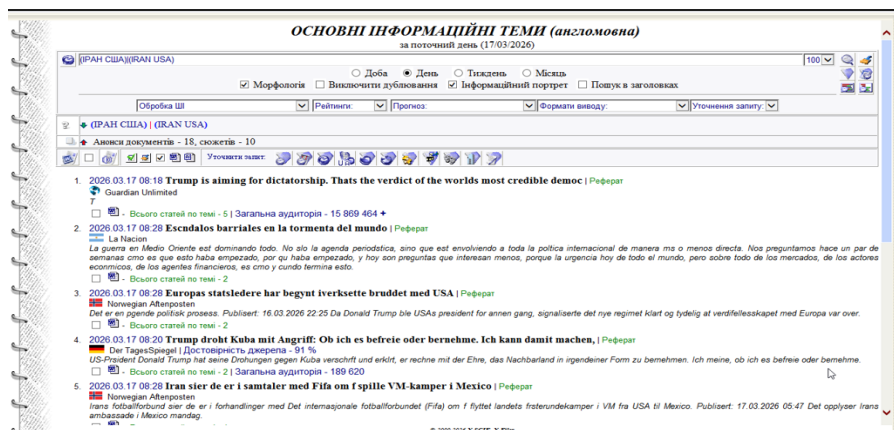 ОСНОВНІ ІНФОРМАЦІЙНІ ТЕМИ (англомовна)
за поточний день (17/03/2026)
(ІРАН США)|(IRAN USA)
100
Доба День Тиждень Місяць
Морфологія Виключити дублювання Інформаційний портрет Пошук в заголовках
Обробка ШІ Рейтинги: Прогноз: Формати виводу: Уточнення запиту:
(ІРАН США) | (IRAN USA)
Анонси документів - 18, сюжетів - 10
Уточнити запит:
1. 2026.03.17 08:18 Trump is aiming for dictatorship. Thats the verdict of the worlds most credible democ | Реферат
Guardian Unlimited
T
- Всього статей по темі - 5 | Загальна аудиторія - 15 869 464 +
2. 2026.03.17 08:28 Escndalos barriales en la tormenta del mundo | Реферат
La Nacion
La guerra en Medio Oriente est dominando todo. No slo la agenda periodstica, sino que est envolviendo a toda la poltica internacional de manera ms o menos directa. Nos preguntamos hace un par de
semanas cmo es que esto haba empezado, por qu haba empezado, y hoy son preguntas que interesan menos, porque la urgencia hoy de todo el mundo, pero sobre todo de los mercados, de los actores
econmicos, de los agentes financieros, es cmo y cundo termina esto.
- Всього статей по темі - 2
3. 2026.03.17 08:28 Europas statsledere har begynt iverksette bruddet med USA | Реферат
Norwegian Aftenposten
Det er en pgende politisk prosess. Publisert: 16.03.2026 22:25 Da Donald Trump ble USAs president for annen gang, signaliserte det nye regimet klart og tydelig at verdifellesskapet med Europa var over.
- Всього статей по темі - 2
4. 2026.03.17 08:20 Trump droht Kuba mit Angriff: Ob ich es befreie oder bernehme. Ich kann damit machen, | Реферат
Der TagesSpiegel | Достовірність джерела - 91 %
US-Prsident Donald Trump hat seine Drohungen gegen Kuba verschrft und erklrt, er rechne mit der Ehre, das Nachbarland in irgendeiner Form zu bernehmen. Ich meine, ob ich es befreie oder bernehme.
- Всього статей по темі - 2 | Загальна аудиторія - 189 620
5. 2026.03.17 08:28 Iran sier de er i samtaler med Fifa om f spille VM-kamper i Mexico | Реферат
Norwegian Aftenposten
Irans fotballforbund sier de er i forhandlinger med Det internasjonale fotballforbundet (Fifa) om f flyttet landets frsterundekamper i VM fra USA til Mexico. Publisert: 17.03.2026 05:47 Det opplyser Irans
ambassade i Mexico mandag.